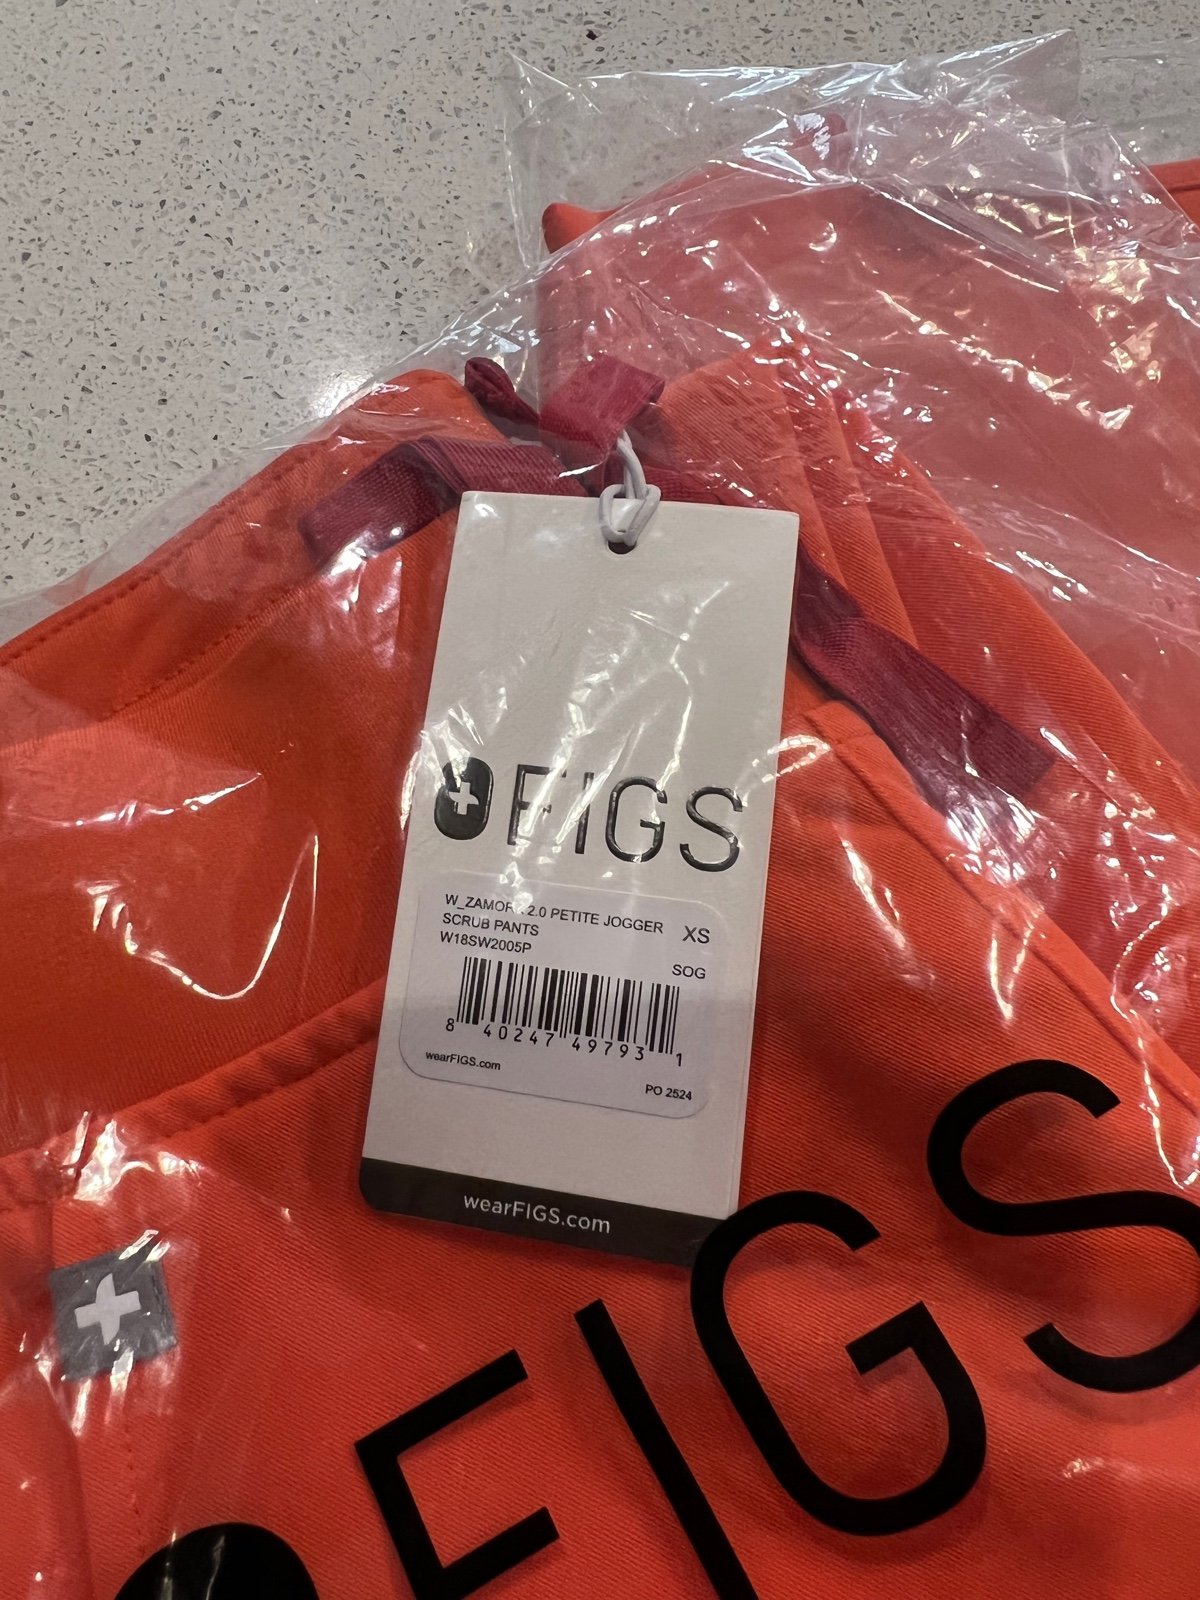 FIGS
W_ZAMORA 2.0 PETITE JOGGER XS
SCRUB PANTS
W18SW2005P
SOG
8 40247 49793 1
wearFIGS.com
PO 2524
wearFIGS.com
FIGS